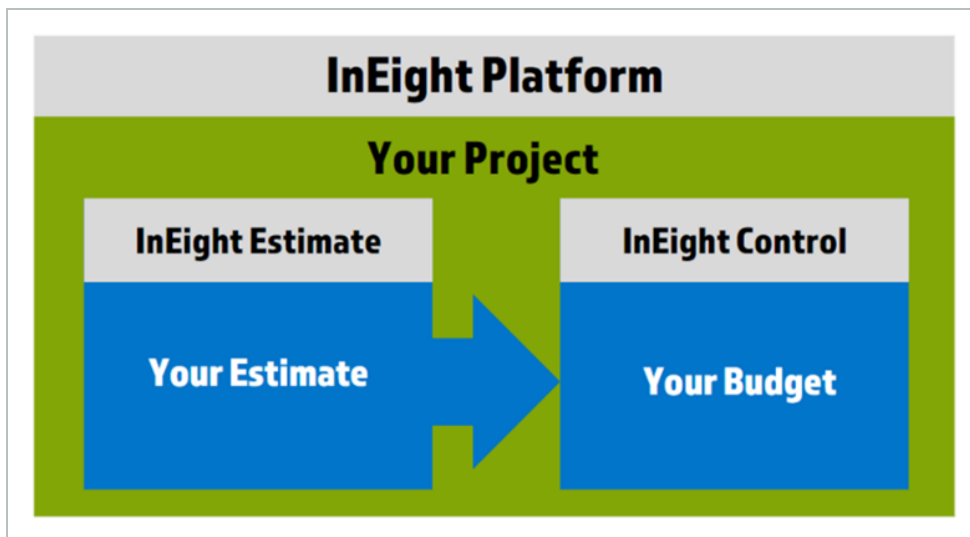 InEight Platform
Your Project
InEight Estimate
InEight Control
Your Estimate
Your Budget